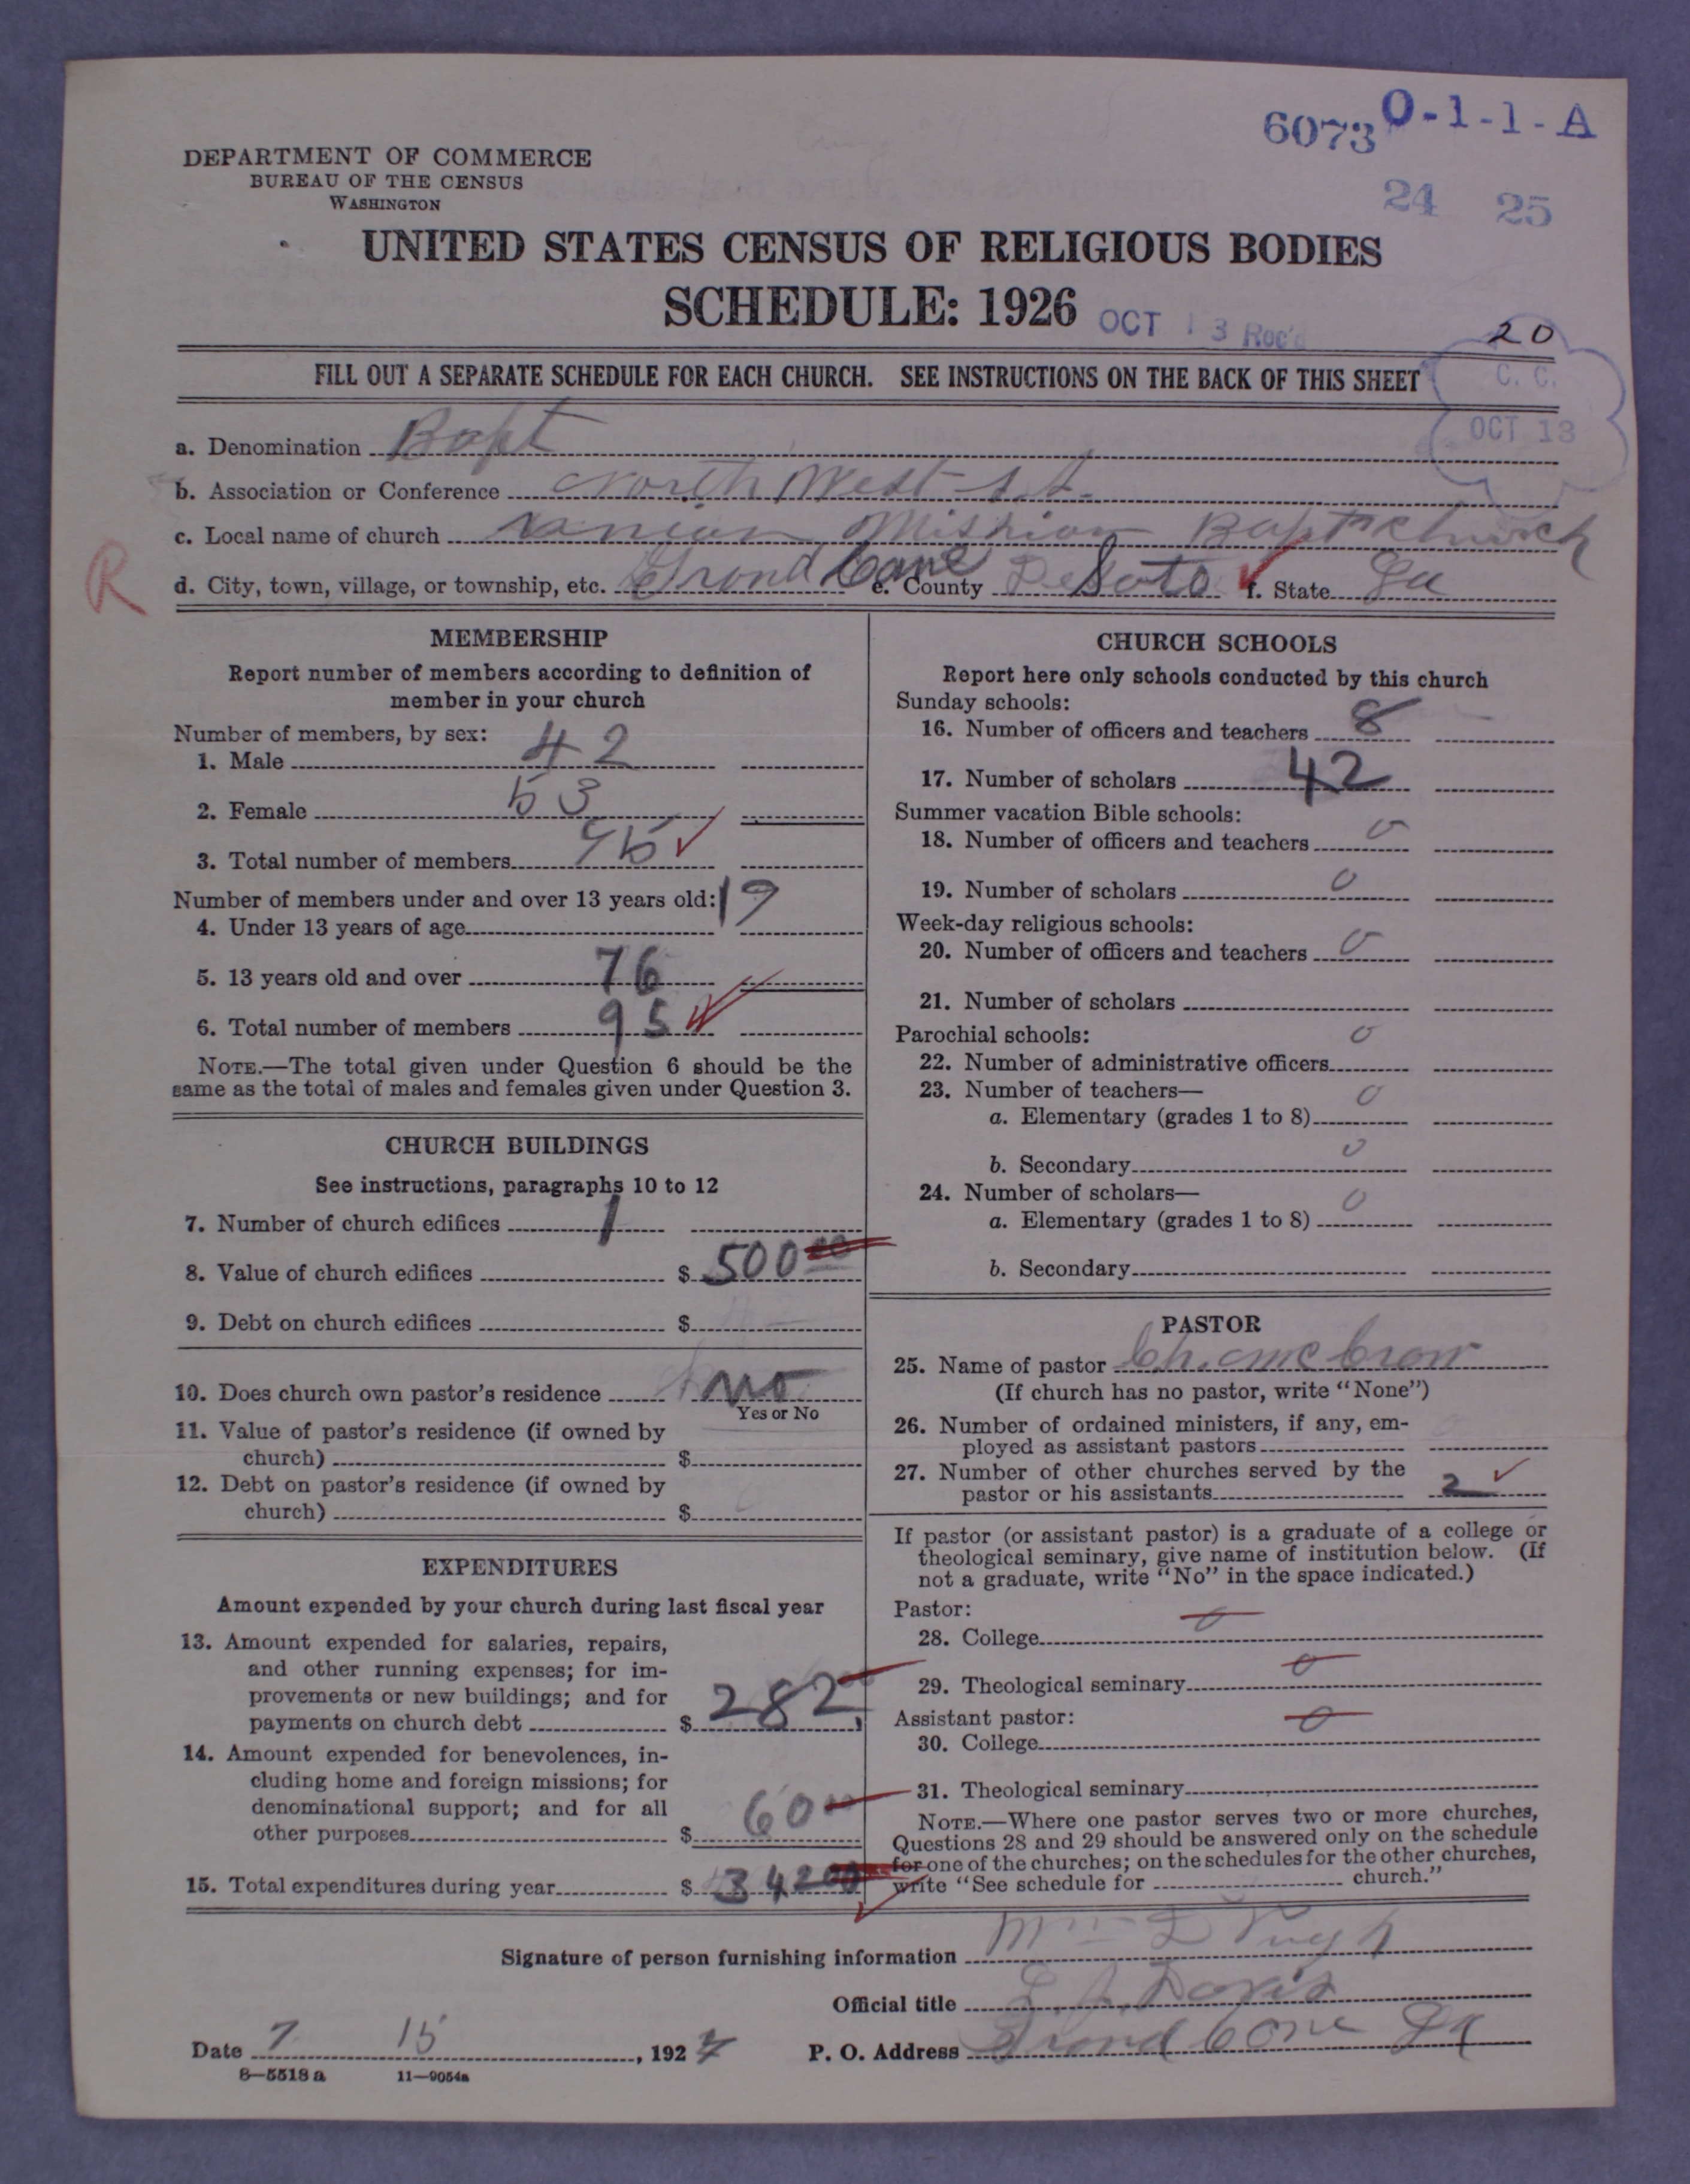 6073 O-1-1-A
DEPARTMENT OF COMMERCE
BUREAU OF THE CENSUS
WASHINGTON
24 25
UNITED STATES CENSUS OF RELIGIOUS BODIES
SCHEDULE: 1926 OCT 13 Rec'd
20
FILL OUT A SEPARATE SCHEDULE FOR EACH CHURCH. SEE INSTRUCTIONS ON THE BACK OF THIS SHEET
C. C.
OCT 13
a. Denomination Bapt
b. Association or Conference North West
c. Local name of church Mission Bapt church
R
d. City, town, village, or township, etc. Grond Cane e. County DeSoto f. State La
MEMBERSHIP
Report number of members according to definition of
member in your church
Number of members, by sex:
1. Male 42
2. Female 53
3. Total number of members 95
Number of members under and over 13 years old:
4. Under 13 years of age 19
5. 13 years old and over 76
6. Total number of members 95
NOTE.—The total given under Question 6 should be the
same as the total of males and females given under Question 3.
CHURCH BUILDINGS
See instructions, paragraphs 10 to 12
7. Number of church edifices 1
8. Value of church edifices $ 500 00
9. Debt on church edifices $
10. Does church own pastor's residence no
Yes or No
11. Value of pastor's residence (if owned by
church) $
12. Debt on pastor's residence (if owned by
church) $
EXPENDITURES
Amount expended by your church during last fiscal year
13. Amount expended for salaries, repairs,
and other running expenses; for im-
provements or new buildings; and for
payments on church debt $ 282 00
14. Amount expended for benevolences, in-
cluding home and foreign missions; for
denominational support; and for all
other purposes $ 60 00
15. Total expenditures during year $ 342 00
CHURCH SCHOOLS
Report here only schools conducted by this church
Sunday schools:
16. Number of officers and teachers 8
17. Number of scholars 42
Summer vacation Bible schools:
18. Number of officers and teachers 0
19. Number of scholars 0
Week-day religious schools:
20. Number of officers and teachers 0
21. Number of scholars
Parochial schools:
22. Number of administrative officers 0
23. Number of teachers—
a. Elementary (grades 1 to 8) 0
b. Secondary 0
24. Number of scholars—
a. Elementary (grades 1 to 8) 0
b. Secondary
PASTOR
25. Name of pastor
(If church has no pastor, write "None")
26. Number of ordained ministers, if any, em-
ployed as assistant pastors
27. Number of other churches served by the
pastor or his assistants 2
If pastor (or assistant pastor) is a graduate of a college or
theological seminary, give name of institution below. (If
not a graduate, write "No" in the space indicated.)
Pastor:
28. College 0
29. Theological seminary 0
Assistant pastor:
30. College 0
31. Theological seminary
NOTE.—Where one pastor serves two or more churches,
Questions 28 and 29 should be answered only on the schedule
for one of the churches; on the schedules for the other churches,
write "See schedule for church."
Signature of person furnishing information Pugh
Official title Davis
Date 7 15, 1927 P. O. Address Grond Cone La
8—5518 a 11—9054a